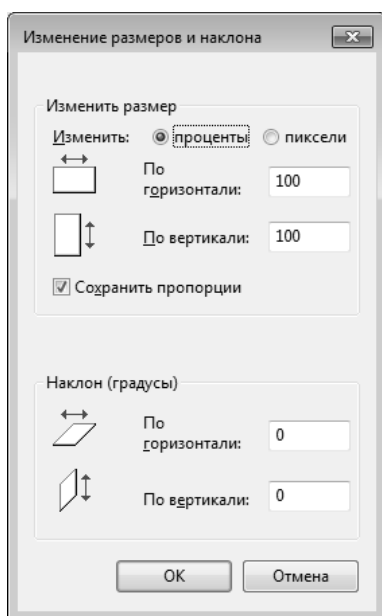 Изменение размеров и наклона
Изменить размер
Изменить: проценты пиксели
По
горизонтали: 100
По вертикали: 100
Сохранить пропорции
Наклон (градусы)
По
горизонтали: 0
По вертикали: 0
ОК Отмена